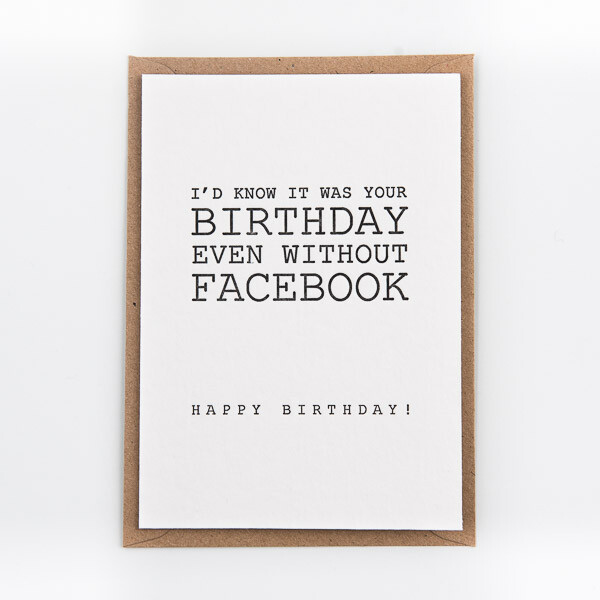 I'D KNOW IT WAS YOUR
BIRTHDAY
EVEN WITHOUT
FACEBOOK
HAPPY BIRTHDAY!